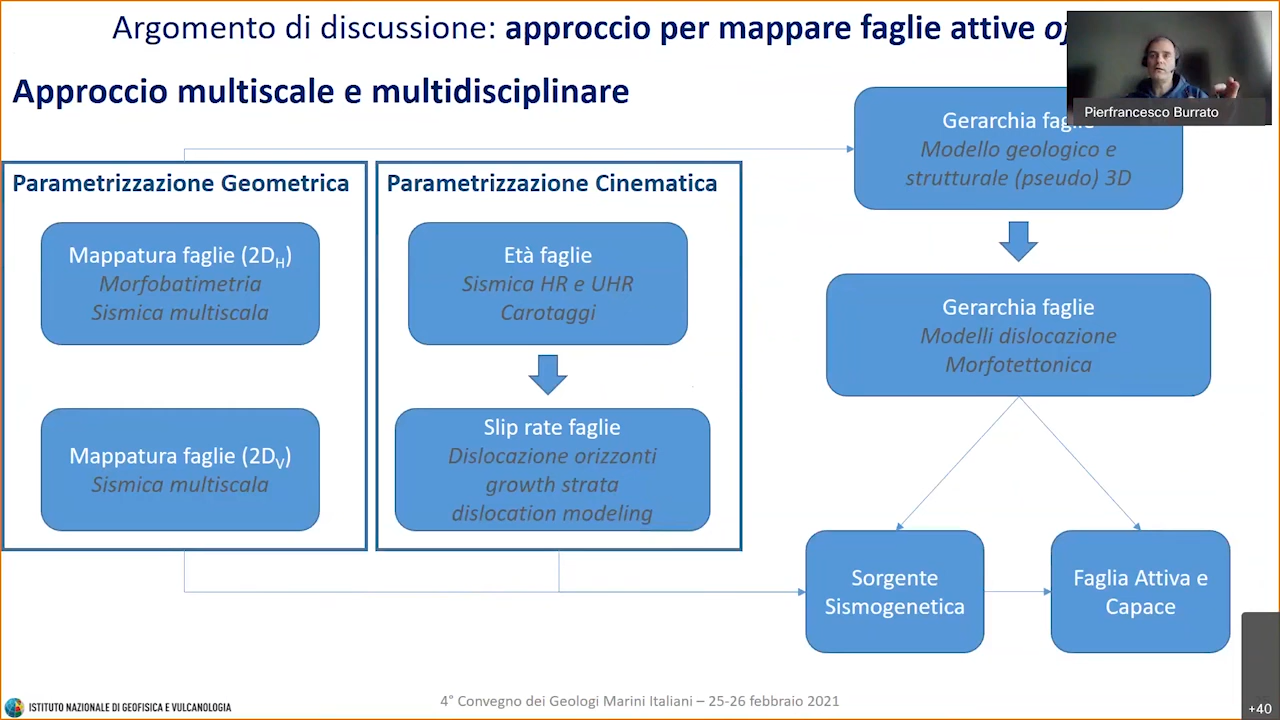 Argomento di discussione: approccio per mappare faglie attive
Approccio multiscale e multidisciplinare
Pierfrancesco Burrato
Gerarchia faglie
Modello geologico e
strutturale (pseudo) 3D
Parametrizzazione Geometrica
Mappatura faglie (2DH)
Morfobatimetria
Sismica multiscala
Mappatura faglie (2DV)
Sismica multiscala
Parametrizzazione Cinematica
Età faglie
Sismica HR e UHR
Carotaggi
Slip rate faglie
Dislocazione orizzonti
growth strata
dislocation modeling
Gerarchia faglie
Modelli dislocazione
Morfotettonica
Sorgente
Sismogenetica
Faglia Attiva e
Capace
ISTITUTO NAZIONALE DI GEOFISICA E VULCANOLOGIA
4° Convegno dei Geologi Marini Italiani – 25-26 febbraio 2021
+40